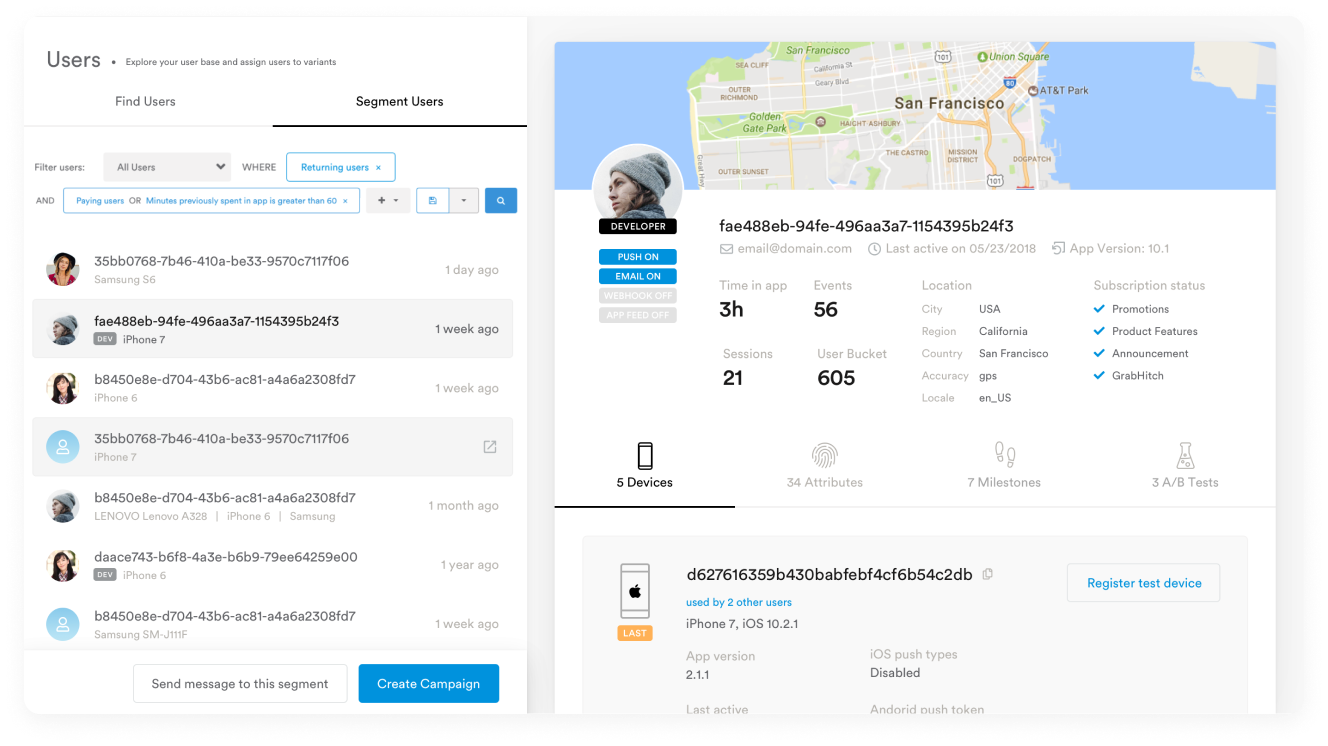 Users • Explore your user base and assign users to variants
Find Users Segment Users
Filter users: All Users WHERE Returning users ×
AND Paying users OR Minutes previously spent in app is greater than 60 ×
35bb0768-7b46-410a-be33-9570c7117f06
Samsung S6
1 day ago
fae488eb-94fe-496aa3a7-1154395b24f3
DEV iPhone 7
1 week ago
b8450e8e-d704-43b6-ac81-a4a6a2308fd7
iPhone 6
1 week ago
35bb0768-7b46-410a-be33-9570c7117f06
iPhone 7
b8450e8e-d704-43b6-ac81-a4a6a2308fd7
LENOVO Lenovo A328 | iPhone 6 | Samsung
1 month ago
daace743-b6f8-4a3e-b6b9-79ee64259e00
DEV iPhone 6
1 year ago
b8450e8e-d704-43b6-ac81-a4a6a2308fd7
Samsung SM-J111F
1 week ago
Send message to this segment Create Campaign
San Francisco
SEA CLIFF
California St
Geary Blvd
101
Union Square
80
AT&T Park
OUTER
RICHMOND
San Francisco
Golden
Gate Park
HAIGHT ASHBURY
THE CASTRO
MISSION
DISTRICT
DOGPATCH
Great Hwy
OUTER SUNSET
101
DEVELOPER
PUSH ON
EMAIL ON
WEBHOOK OFF
APP FEED OFF
fae488eb-94fe-496aa3a7-1154395b24f3
email@domain.com Last active on 05/23/2018 App Version: 10.1
Time in app
3h
Events
56
Sessions
21
User Bucket
605
Location
City USA
Region California
Country San Francisco
Accuracy gps
Locale en_US
Subscription status
Promotions
Product Features
Announcement
GrabHitch
5 Devices 34 Attributes 7 Milestones 3 A/B Tests
LAST
d627616359b430babfebf4cf6b54c2db
used by 2 other users
iPhone 7, iOS 10.2.1
Register test device
App version
2.1.1
iOS push types
Disabled
Last active
Andorid push token